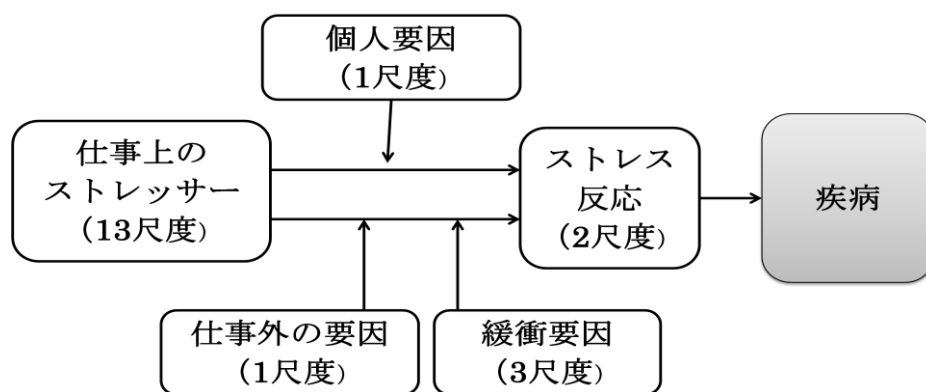 個人要因
（1尺度）
仕事上の
ストレッサー
（13尺度）
ストレス
反応
（2尺度）
疾病
仕事外の要因
（1尺度）
緩衝要因
（3尺度）